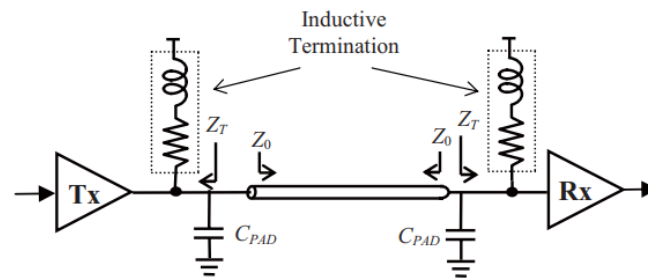 Inductive
Termination
Z_T
Z_0
Z_0
Z_T
Tx
Rx
C_PAD
C_PAD